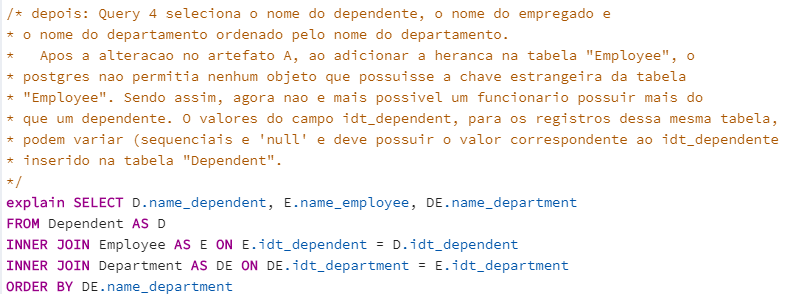 /* depois: Query 4 seleciona o nome do dependente, o nome do empregado e
* o nome do departamento ordenado pelo nome do departamento.
*   Apos a alteracao no artefato A, ao adicionar a heranca na tabela "Employee", o
* postgres nao permitia nenhum objeto que possuisse a chave estrangeira da tabela
* "Employee". Sendo assim, agora nao e mais possivel um funcionario possuir mais do
* que um dependente. O valores do campo idt_dependent, para os registros dessa mesma tabela,
* podem variar (sequenciais e 'null' e deve possuir o valor correspondente ao idt_dependente
* inserido na tabela "Dependent".
*/
explain SELECT D.name_dependent, E.name_employee, DE.name_department
FROM Dependent AS D
INNER JOIN Employee AS E ON E.idt_dependent = D.idt_dependent
INNER JOIN Department AS DE ON DE.idt_department = E.idt_department
ORDER BY DE.name_department